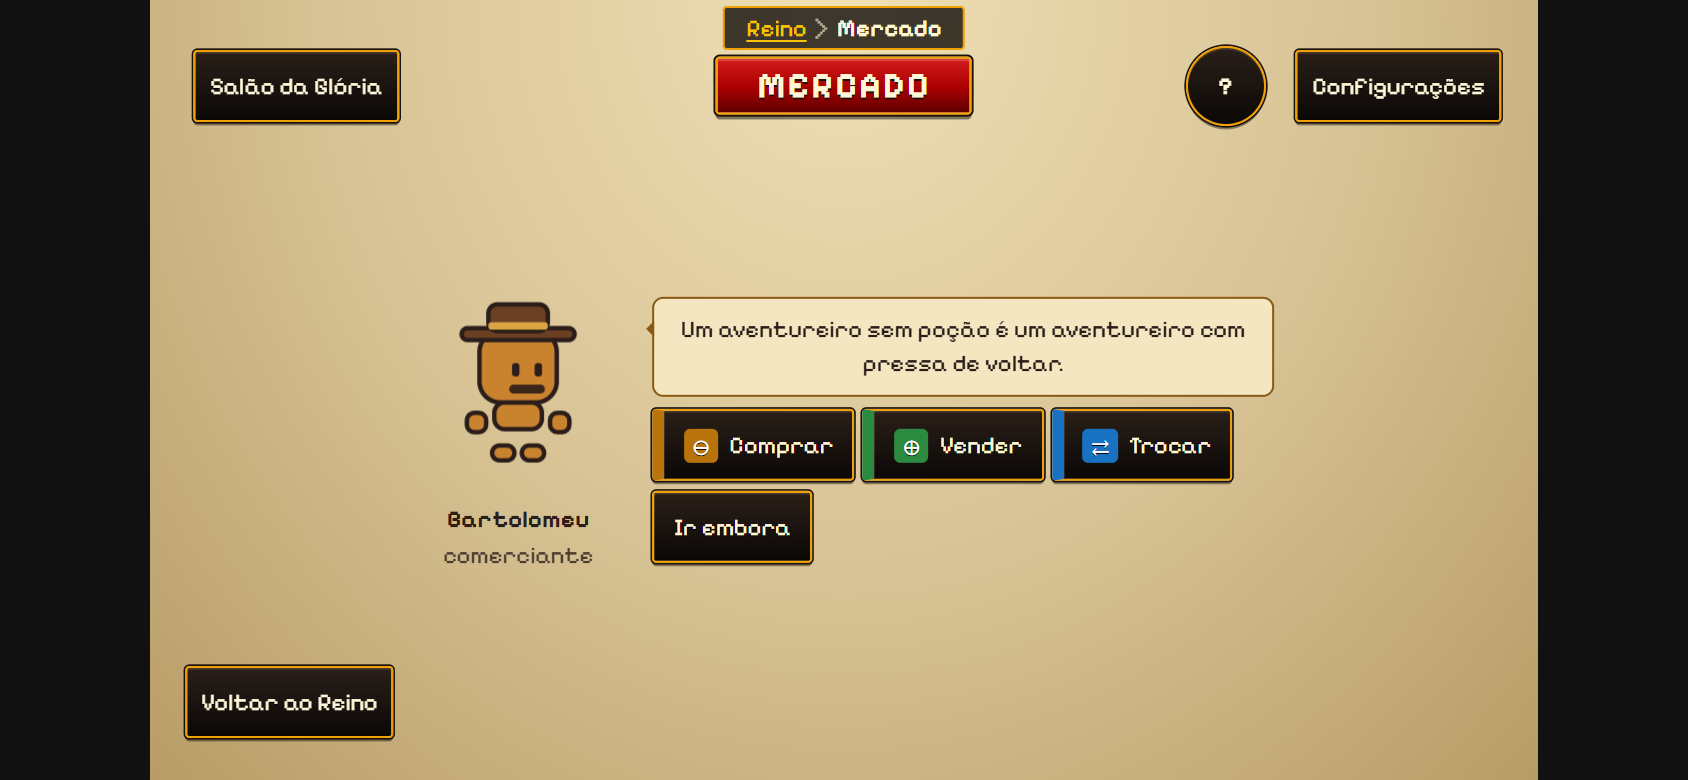 Reino > Mercado
Salão da Glória
MERCADO
?
Configurações
Um aventureiro sem poção é um aventureiro com
pressa de voltar.
Comprar
Vender
Trocar
Ir embora
Bartolomeu
comerciante
Voltar ao Reino